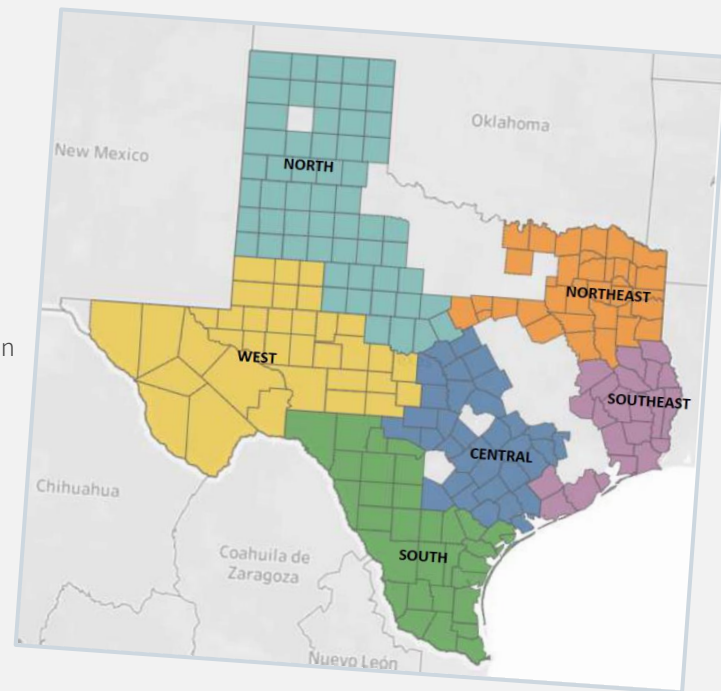 Oklahoma
New Mexico
NORTH
NORTHEAST
n
WEST
SOUTHEAST
CENTRAL
Chihuahua
SOUTH
Coahuila de
Zaragoza
Nuevo León